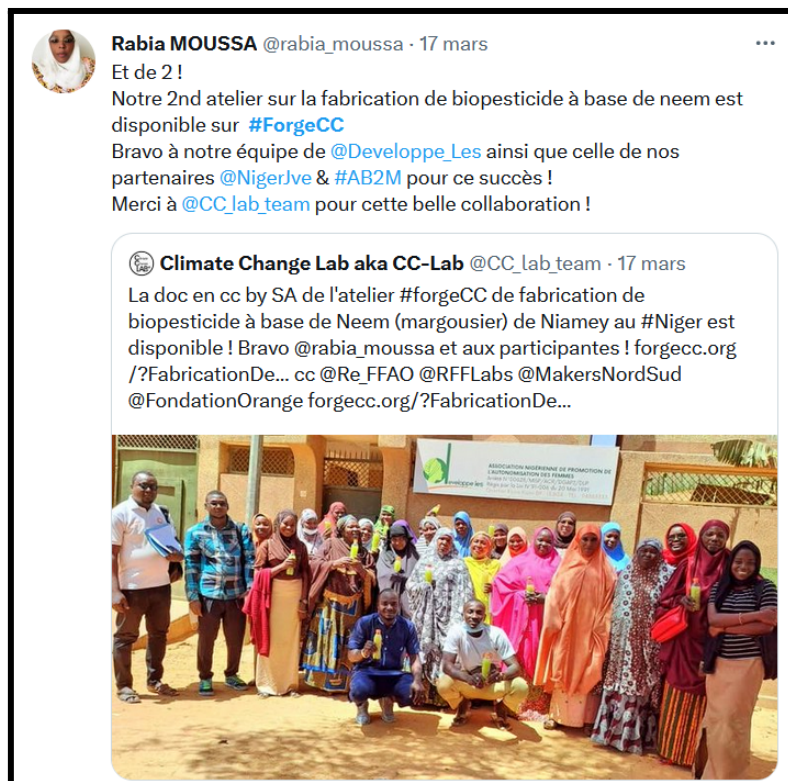 Rabia MOUSSA @rabia_moussa · 17 mars
Et de 2 !
Notre 2nd atelier sur la fabrication de biopesticide à base de neem est
disponible sur #ForgeCC
Bravo à notre équipe de @Developpe_Les ainsi que celle de nos
partenaires @NigerJve & #AB2M pour ce succès !
Merci à @CC_lab_team pour cette belle collaboration !
Climate Change Lab aka CC-Lab @CC_lab_team · 17 mars
La doc en cc by SA de l'atelier #forgeCC de fabrication de
biopesticide à base de Neem (margousier) de Niamey au #Niger est
disponible ! Bravo @rabia_moussa et aux participantes ! forgecc.org
/?FabricationDe... cc @Re_FFAO @RFFLabs @MakersNordSud
@FondationOrange forgecc.org/?FabricationDe...
ASSOCIATION NIGÉRIENNE DE PROMOTION DE
L'AUTONOMISATION DES FEMMES
eveloppe les